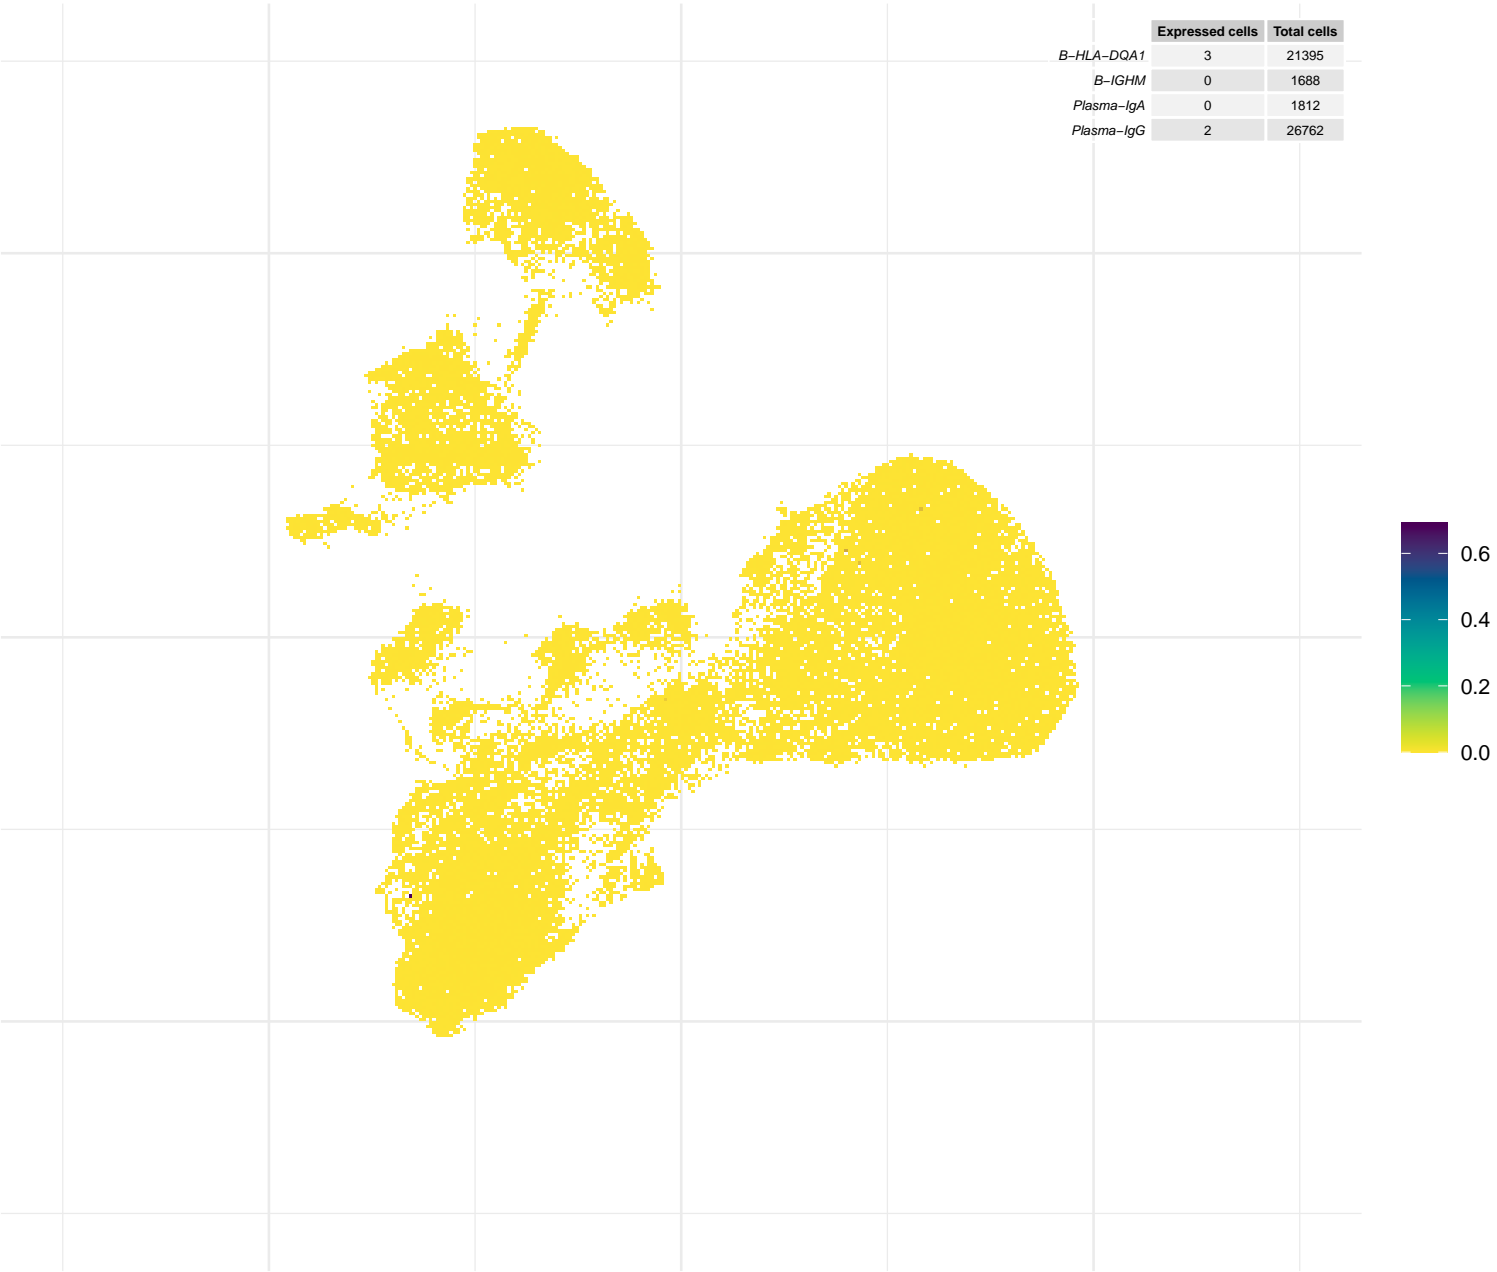 Expressed cells Total cells
B−HLA−DQA1 3 21395
B−IGHM 0 1688
Plasma−IgA 0 1812
Plasma−IgG 2 26762
0.6
0.4
0.2
0.0